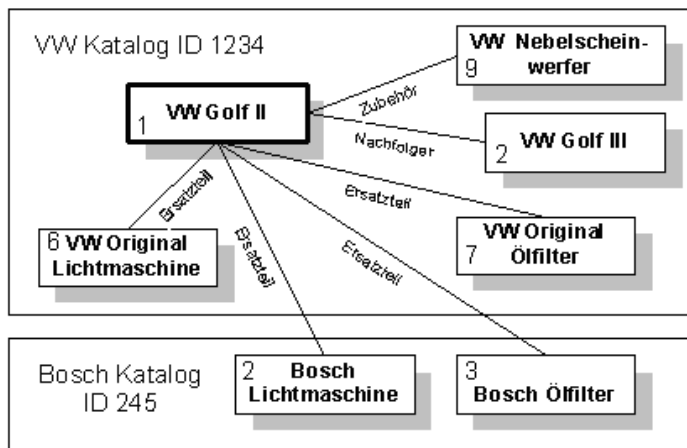 VW Katalog ID 1234
VW Nebelschein-
9 werfer
VW Golf II
1
Zubehör
Nachfolger
VW Golf III
2
Ersatzteil
Ersatzteil
Ersatzteil
Ersatzteil
6 VW Original
Lichtmaschine
VW Original
7 Ölfilter
Bosch Katalog
ID 245
2 Bosch
Lichtmaschine
3
Bosch Ölfilter